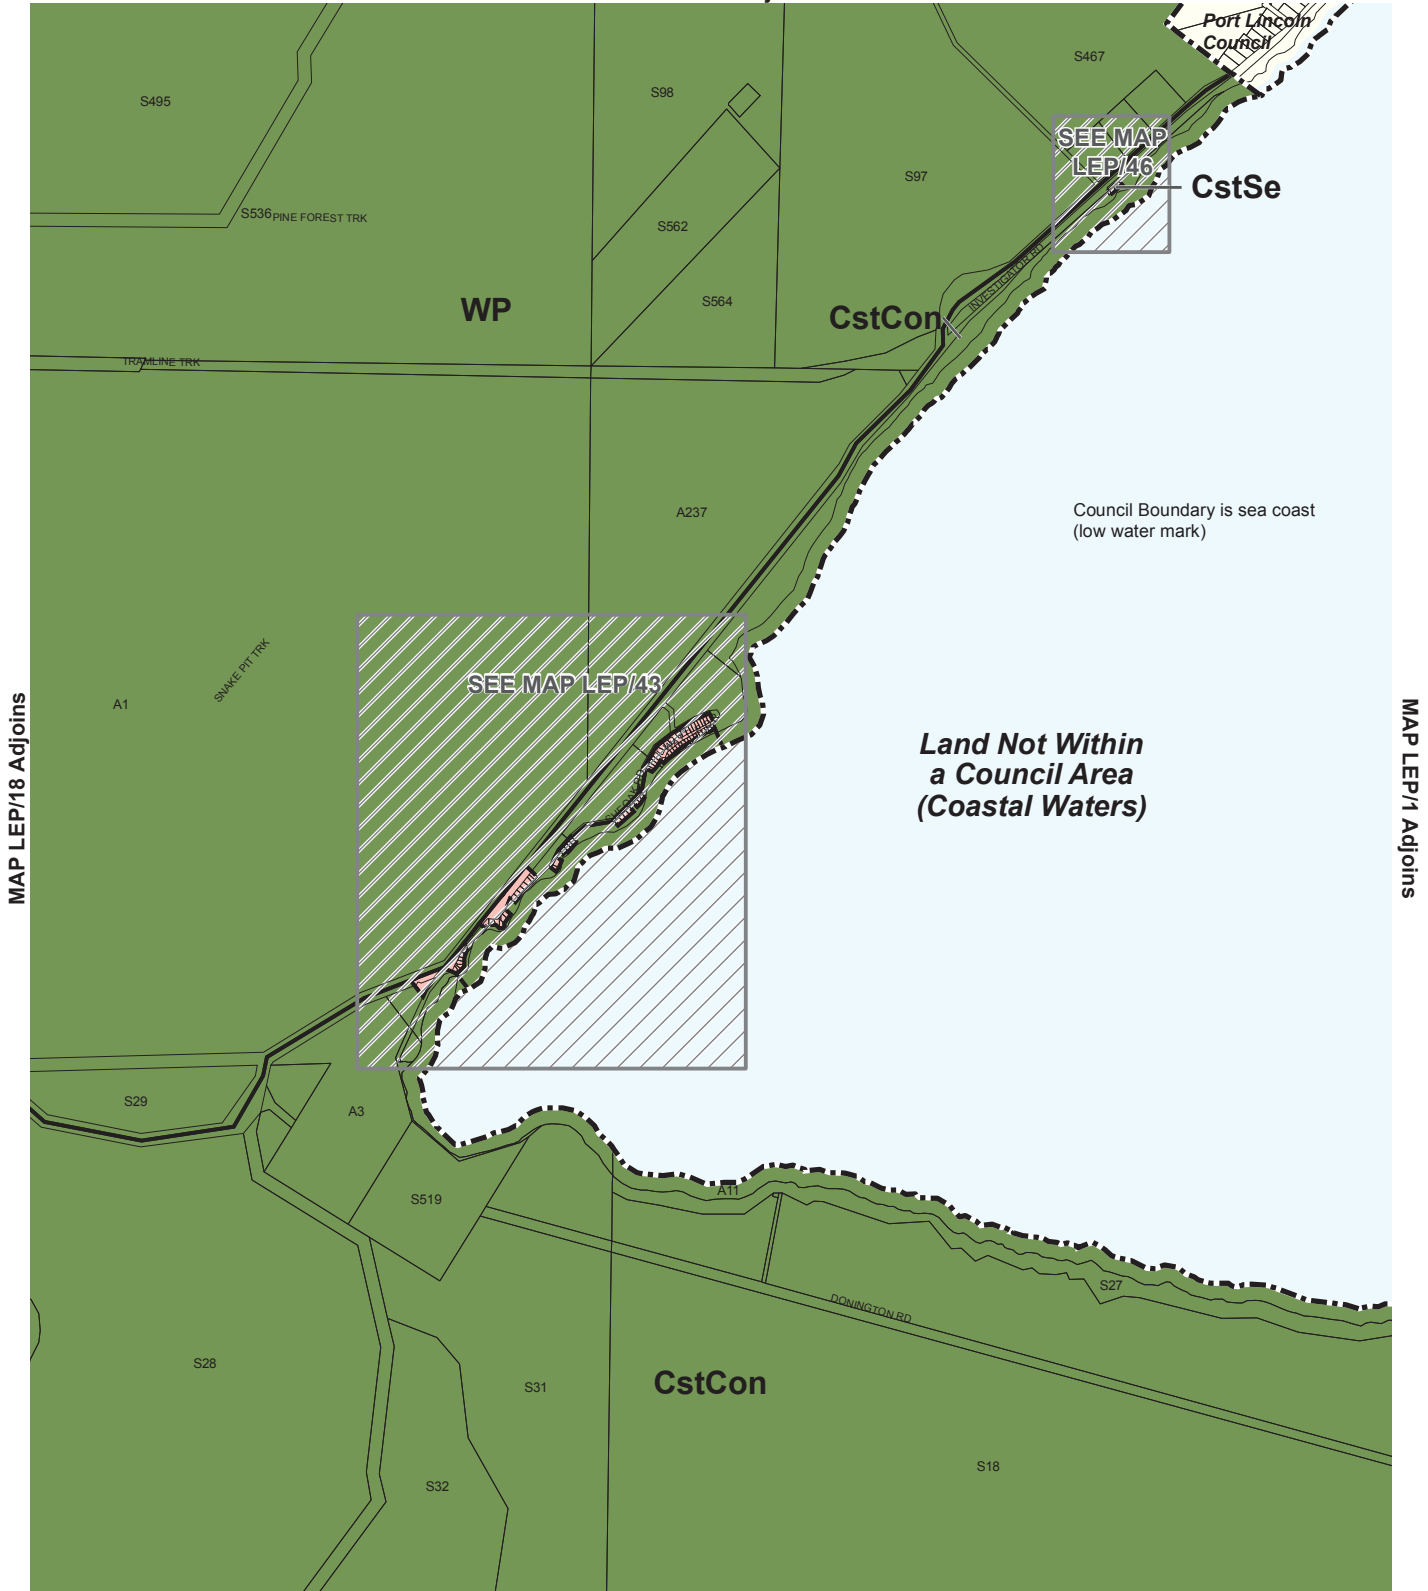 Port Lincoln
Council
S467
S495
S98
SEE MAP
LEP/46
S97
CstSe
S536
PINE FOREST TRK
S562
INVESTIGATOR RD
WP
S564
CstCon
TRAMLINE TRK
A237
Council Boundary is sea coast
(low water mark)
SNAKE PIT TRK
SEE MAP LEP/43
A1
MAP LEP/18 Adjoins
MAP LEP/1 Adjoins
Land Not Within
a Council Area
(Coastal Waters)
S29
A3
A11
S519
S27
DONINGTON RD
S28
S31
CstCon
S18
S32